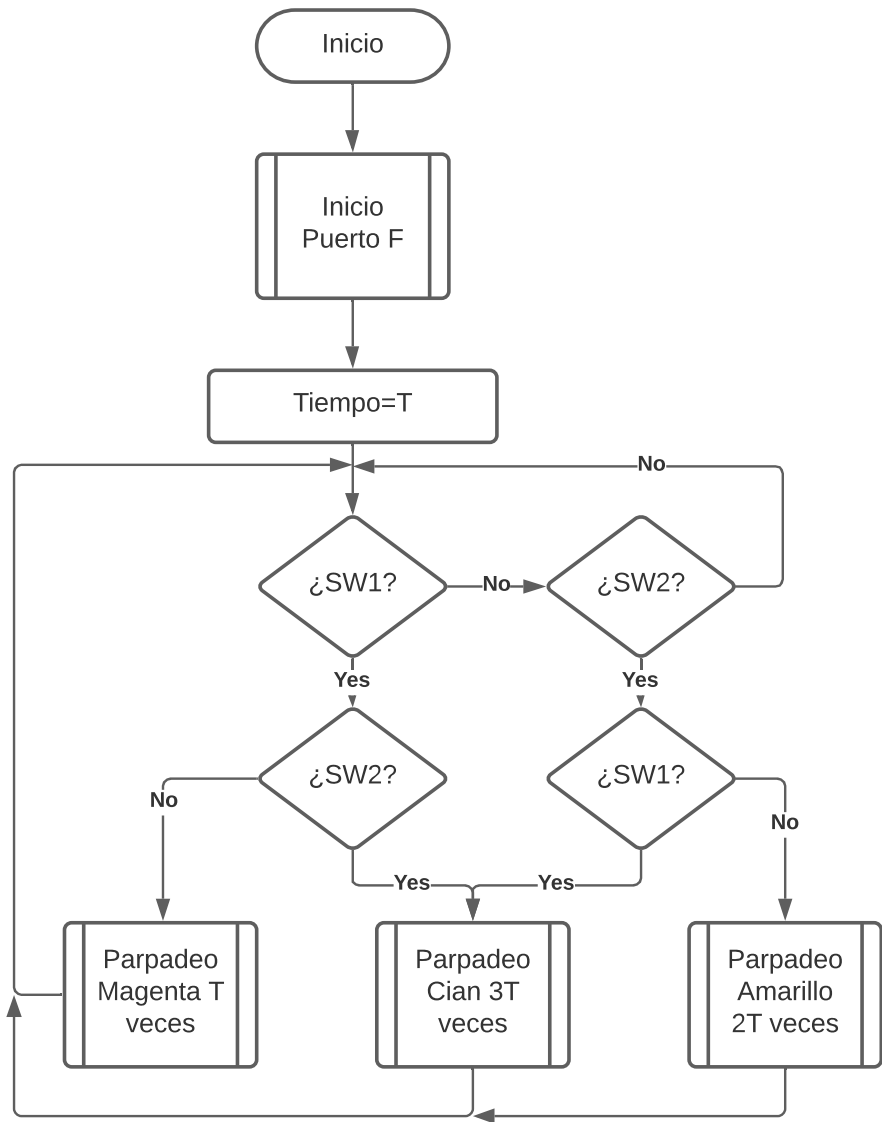 Inicio
Inicio
Puerto F
Tiempo=T
No
¿SW1?
No
¿SW2?
Yes
Yes
¿SW2?
¿SW1?
No
No
Yes
Yes
Parpadeo
Magenta T
veces
Parpadeo
Cian 3T
veces
Parpadeo
Amarillo
2T veces